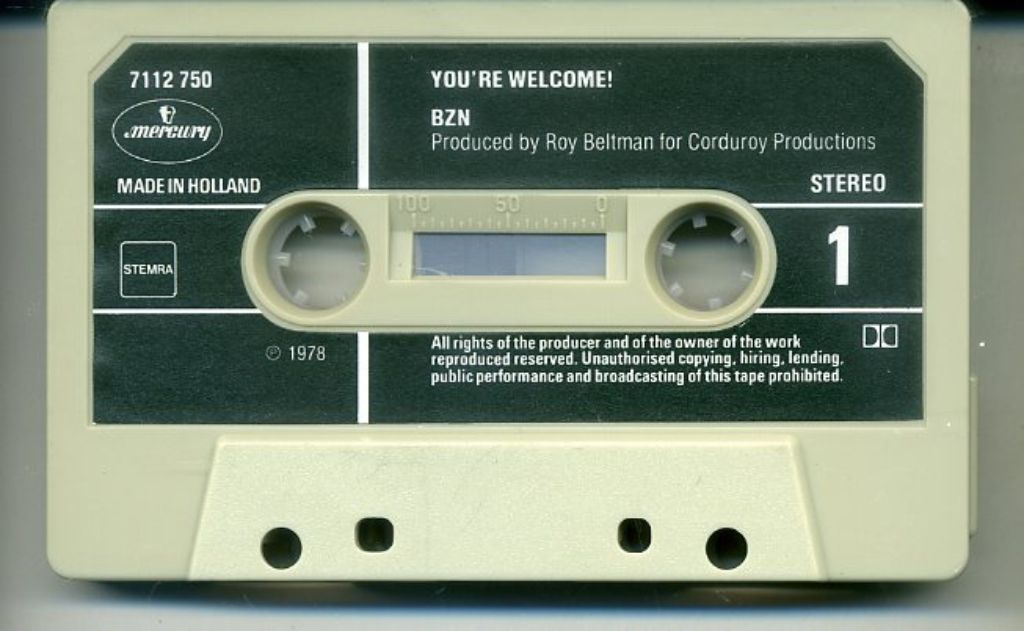 7112 750
mercury
MADE IN HOLLAND
YOU'RE WELCOME!
BZN
Produced by Roy Beltman for Corduroy Productions
STEREO
100 50 0
STEMRA
1
℗ 1978
All rights of the producer and of the owner of the work
reproduced reserved. Unauthorised copying, hiring, lending,
public performance and broadcasting of this tape prohibited.